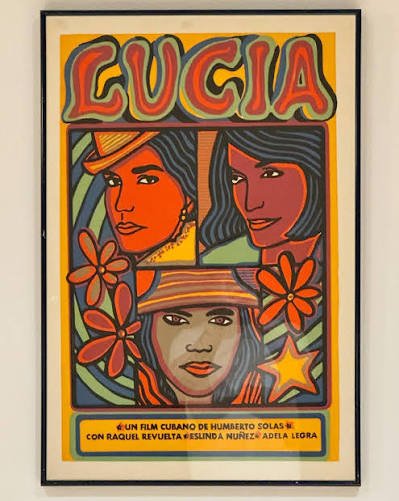 LUCIA
UN FILM CUBANO DE HUMBERTO SOLAS
CON RAQUEL REVUELTA ESLINDA NUÑEZ ADELA LEGRA